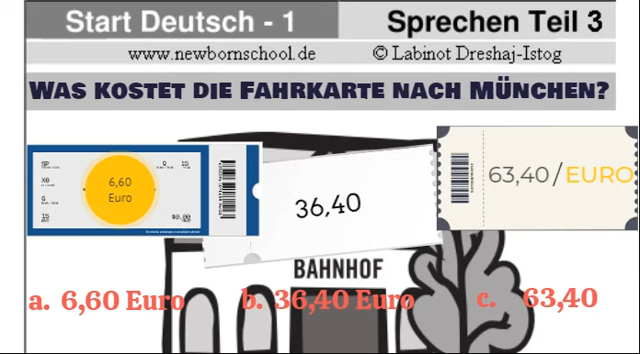 Start Deutsch - 1
Sprechen Teil 3
www.newbornschool.de
© Labinot Dreshaj-Istog
WAS KOSTET DIE FAHRKARTE NACH MÜNCHEN?
6,60
Euro
36,40
63,40/EURO
BAHNHOF
a. 6,60 Euro
b. 36,40 Euro
c. 63,40